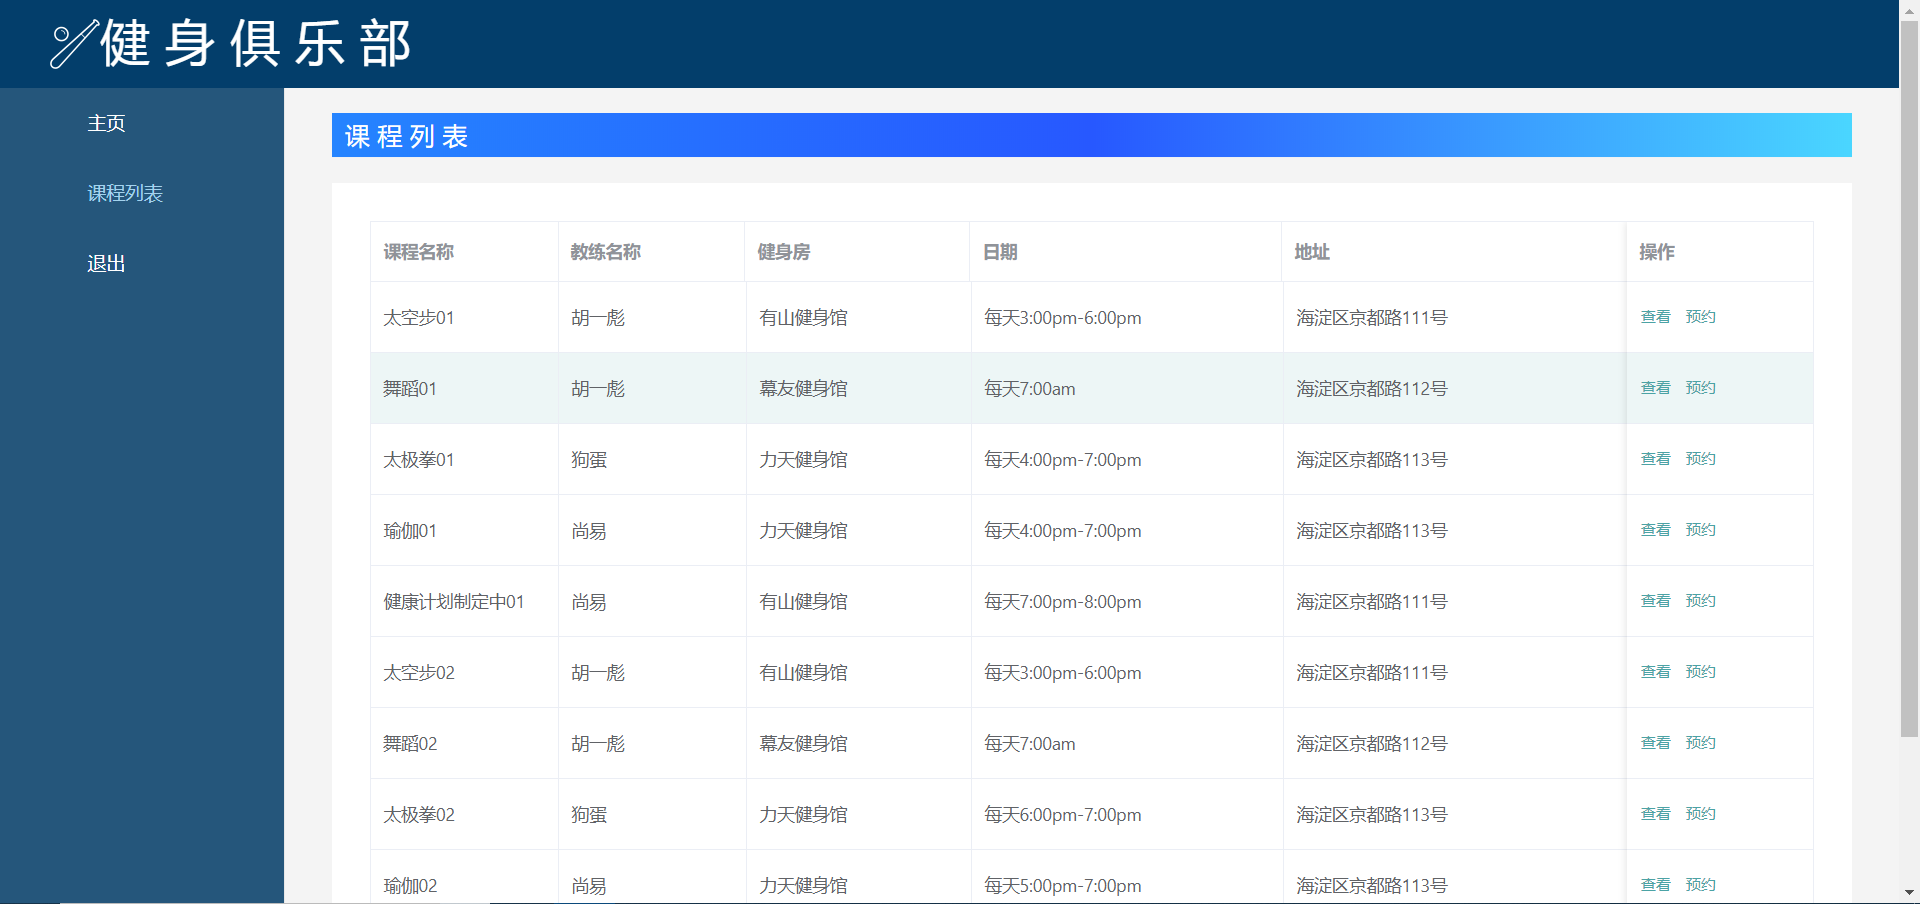 健身俱乐部
主页
课程列表
退出
课程列表
课程名称 教练名称 健身房 日期 地址 操作
太空步01 胡一彪 有山健身馆 每天3:00pm-6:00pm 海淀区京都路111号 查看 预约
舞蹈01 胡一彪 幕友健身馆 每天7:00am 海淀区京都路112号 查看 预约
太极拳01 狗蛋 力天健身馆 每天4:00pm-7:00pm 海淀区京都路113号 查看 预约
瑜伽01 尚易 力天健身馆 每天4:00pm-7:00pm 海淀区京都路113号 查看 预约
健康计划制定中01 尚易 有山健身馆 每天7:00pm-8:00pm 海淀区京都路111号 查看 预约
太空步02 胡一彪 有山健身馆 每天3:00pm-6:00pm 海淀区京都路111号 查看 预约
舞蹈02 胡一彪 幕友健身馆 每天7:00am 海淀区京都路112号 查看 预约
太极拳02 狗蛋 力天健身馆 每天6:00pm-7:00pm 海淀区京都路113号 查看 预约
瑜伽02 尚易 力天健身馆 每天5:00pm-7:00pm 海淀区京都路113号 查看 预约